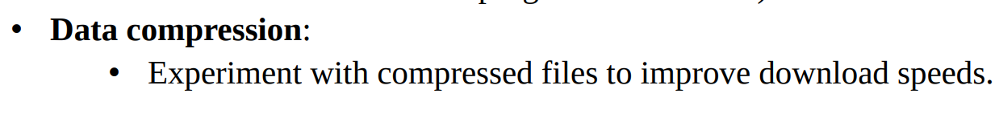 • Data compression:
• Experiment with compressed files to improve download speeds.